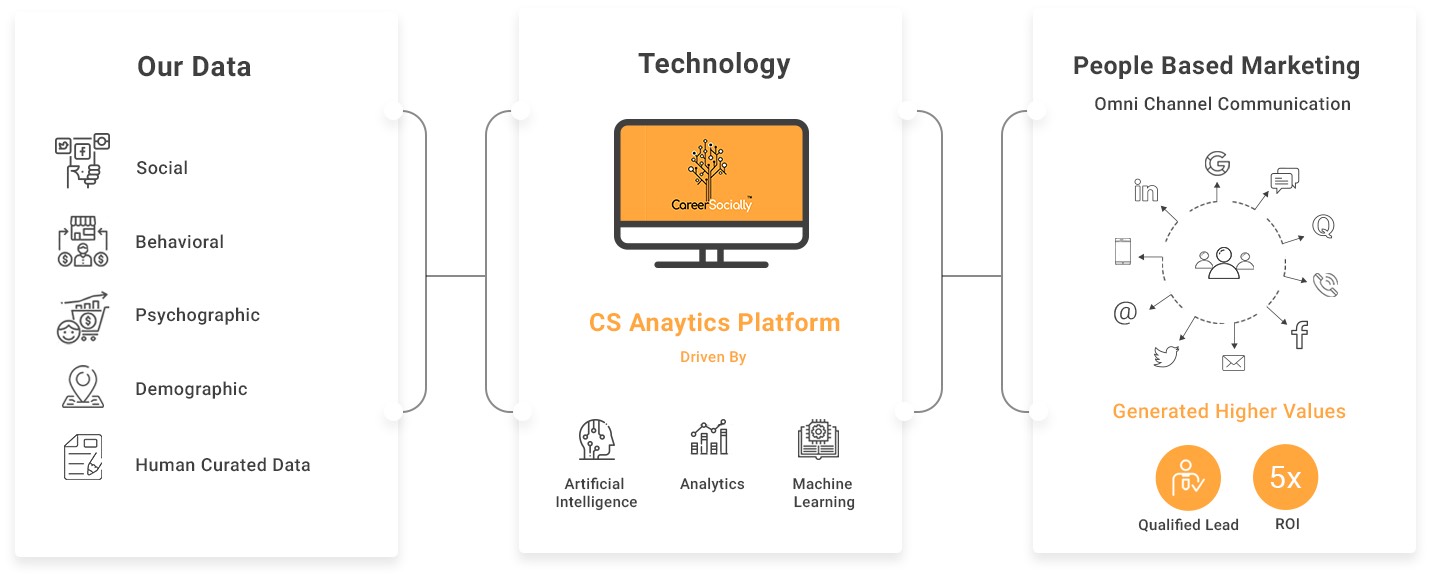 Our Data
Social
Behavioral
Psychographic
Demographic
Human Curated Data
Technology
CareerSocially™
CS Anaytics Platform
Driven By
Artificial
Intelligence
Analytics
Machine
Learning
People Based Marketing
Omni Channel Communication
G
in
Q
@
f
Generated Higher Values
Qualified Lead
5x
ROI